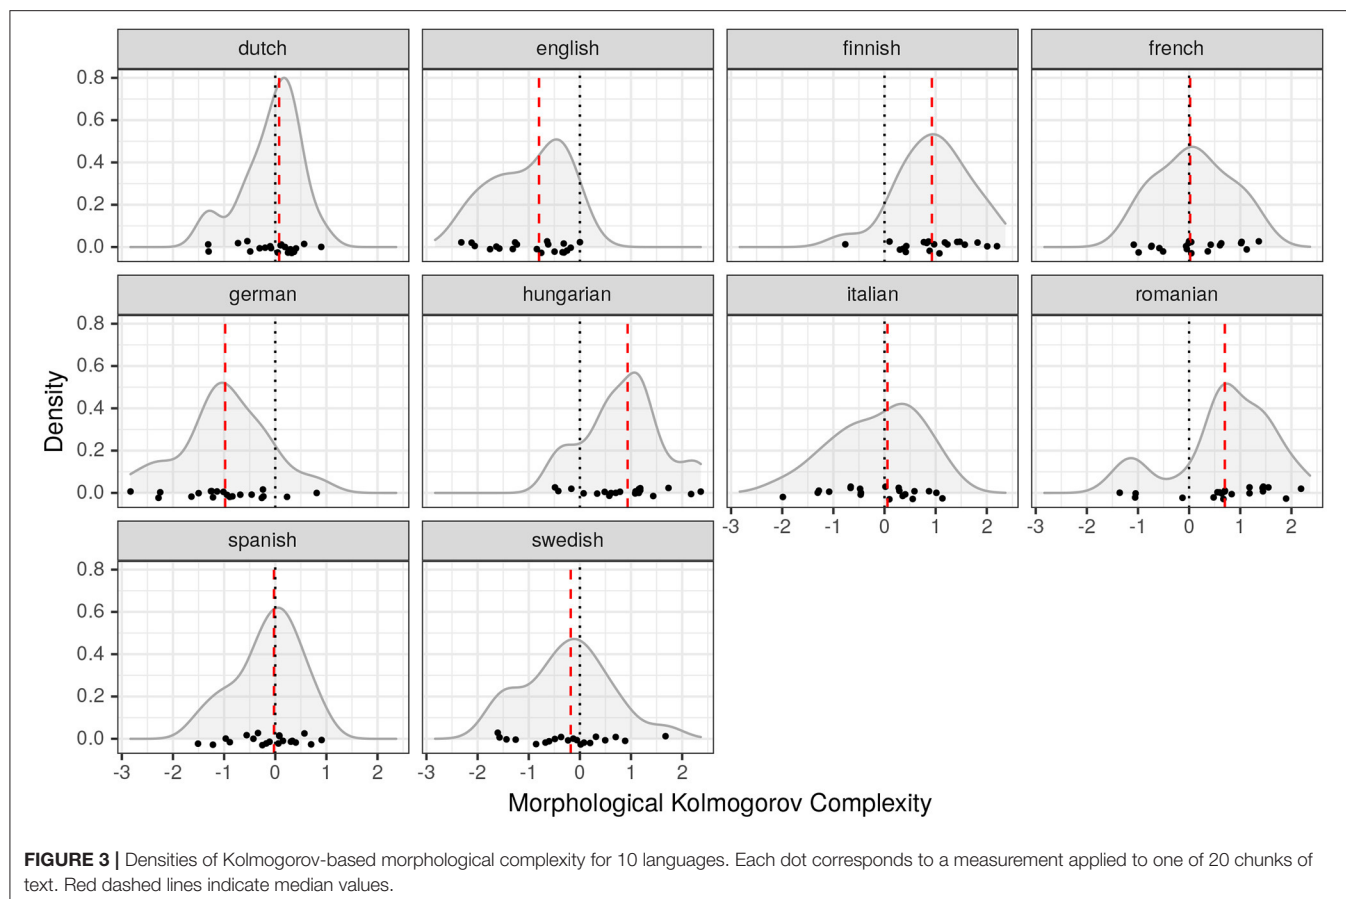 dutch english finnish french
0.8
0.6
0.4
0.2
0.0
german hungarian italian romanian
0.8
0.6
0.4
0.2
0.0
-3 -2 -1 0 1 2 -3 -2 -1 0 1 2
spanish swedish
0.8
0.6
0.4
0.2
0.0
-3 -2 -1 0 1 2 -3 -2 -1 0 1 2
Density
Morphological Kolmogorov Complexity
FIGURE 3 | Densities of Kolmogorov-based morphological complexity for 10 languages. Each dot corresponds to a measurement applied to one of 20 chunks of
text. Red dashed lines indicate median values.